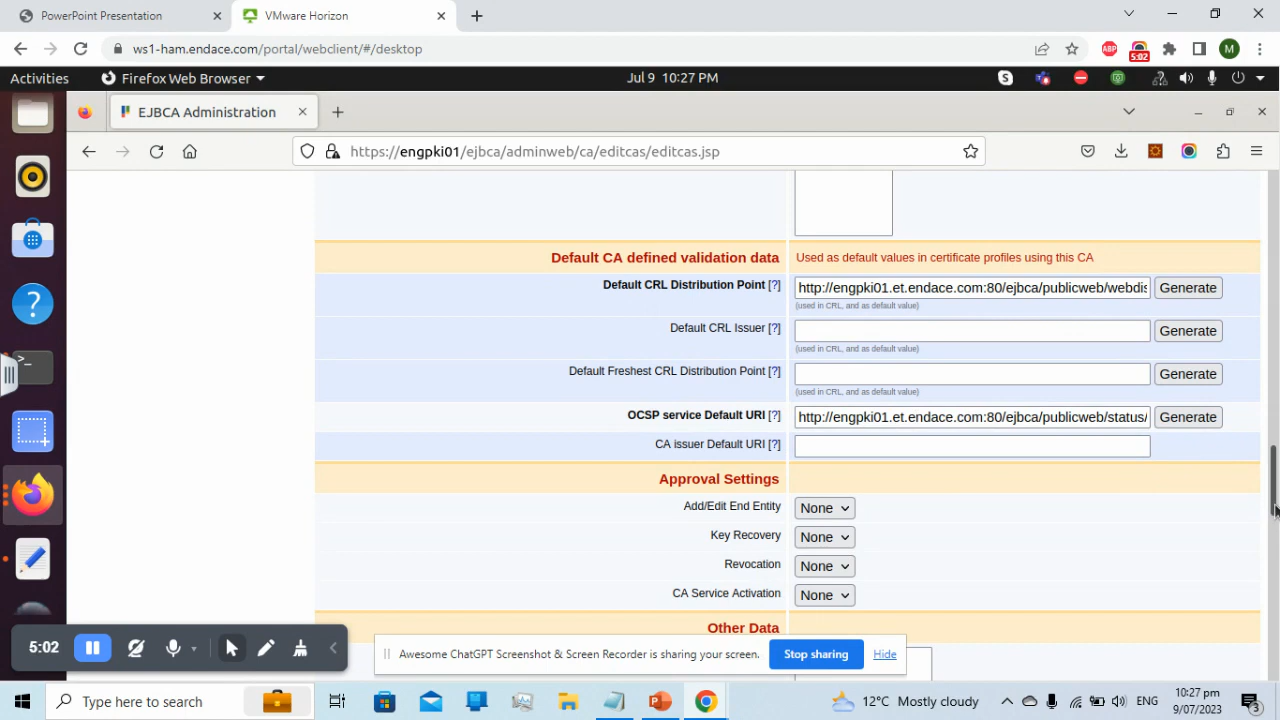 PowerPoint Presentation
VMware Horizon
ws1-ham.endace.com/portal/webclient/#/desktop
ABP
5:02
M
Activities
Firefox Web Browser
Jul 9 10:27 PM
EJBCA Administration
https://engpki01/ejbca/adminweb/ca/editcas/editcas.jsp
Default CA defined validation data
Used as default values in certificate profiles using this CA
Default CRL Distribution Point [?]
http://engpki01.et.endace.com:80/ejbca/publicweb/webdis
Generate
(used in CRL, and as default value)
Default CRL Issuer [?]
Generate
(used in CRL, and as default value)
Default Freshest CRL Distribution Point [?]
Generate
(used in CRL, and as default value)
OCSP service Default URI [?]
http://engpki01.et.endace.com:80/ejbca/publicweb/status/
Generate
CA issuer Default URI [?]
Approval Settings
Add/Edit End Entity
None
Key Recovery
None
Revocation
None
CA Service Activation
None
Other Data
5:02
Awesome ChatGPT Screenshot & Screen Recorder is sharing your screen.
Stop sharing
Hide
Type here to search
12°C Mostly cloudy
ENG
10:27 pm
9/07/2023
3